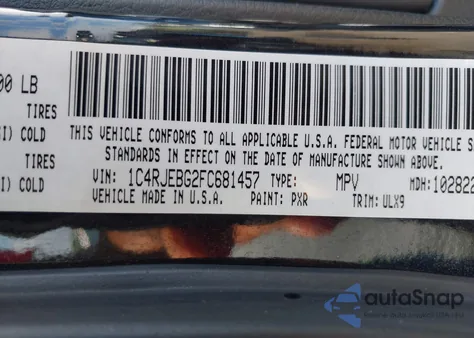 00 LB
TIRES
SI) COLD
THIS VEHICLE CONFORMS TO ALL APPLICABLE U.S.A. FEDERAL MOTOR VEHICLE S
STANDARDS IN EFFECT ON THE DATE OF MANUFACTURE SHOWN ABOVE.
TIRES
SI) COLD
VIN: 1C4RJEBG2FC681457 TYPE: MPV MDH: 102822
VEHICLE MADE IN U.S.A. PAINT: PXR TRIM: ULX9
autoSnap